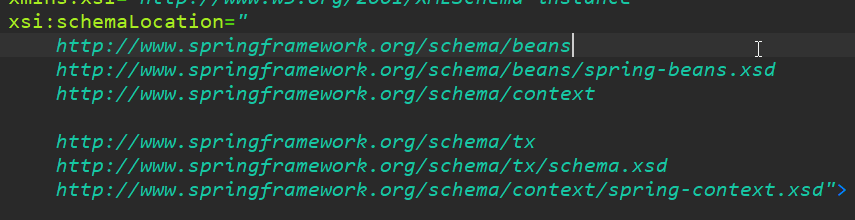 xmlns:xsi="http://www.w3.org/2001/XMLSchema-instance"
xsi:schemaLocation="
http://www.springframework.org/schema/beans
http://www.springframework.org/schema/beans/spring-beans.xsd
http://www.springframework.org/schema/context
http://www.springframework.org/schema/tx
http://www.springframework.org/schema/tx/schema.xsd
http://www.springframework.org/schema/context/spring-context.xsd">